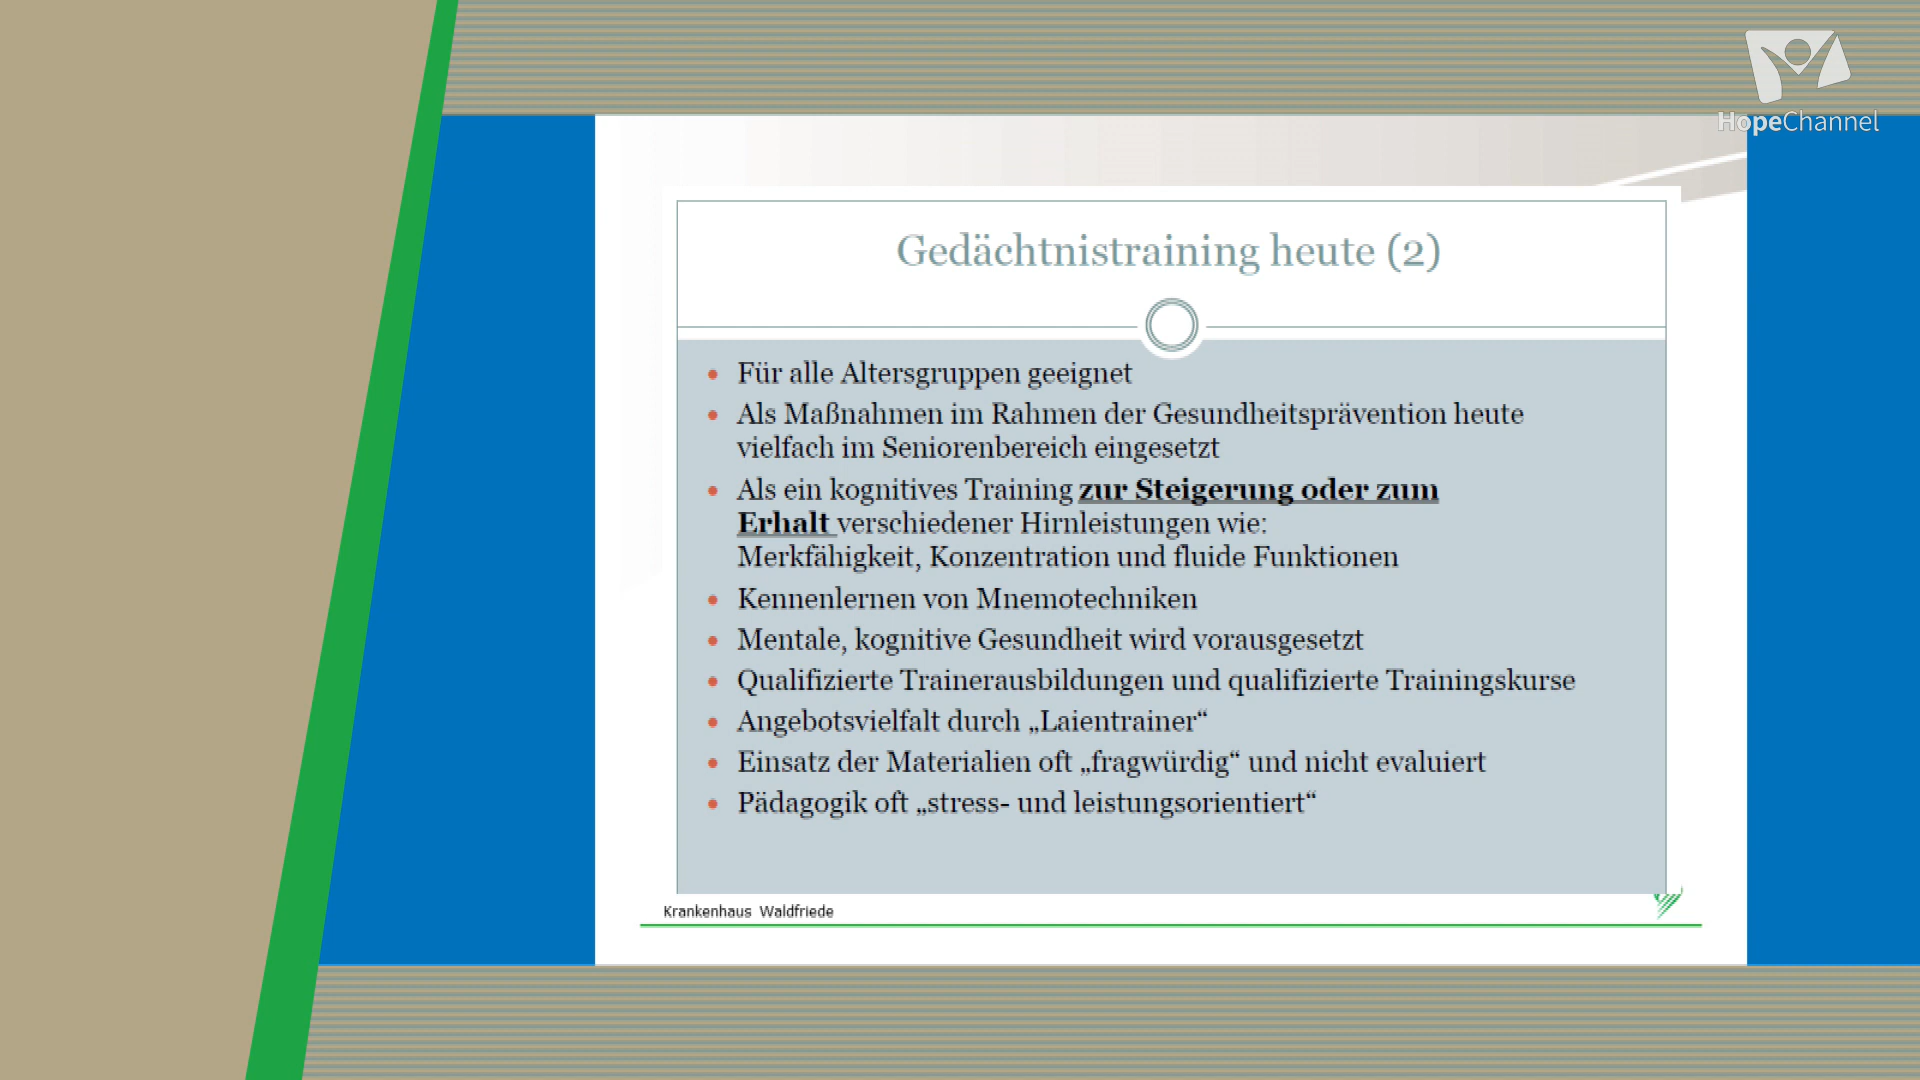 HopeChannel
Gedächtnistraining heute (2)
• Für alle Altersgruppen geeignet
• Als Maßnahmen im Rahmen der Gesundheitsprävention heute
vielfach im Seniorenbereich eingesetzt
• Als ein kognitives Training zur Steigerung oder zum
Erhalt verschiedener Hirnleistungen wie:
Merkfähigkeit, Konzentration und fluide Funktionen
• Kennenlernen von Mnemotechniken
• Mentale, kognitive Gesundheit wird vorausgesetzt
• Qualifizierte Trainerausbildungen und qualifizierte Trainingskurse
• Angebotsvielfalt durch „Laientrainer“
• Einsatz der Materialien oft „fragwürdig“ und nicht evaluiert
• Pädagogik oft „stress- und leistungsorientiert“
Krankenhaus Waldfriede